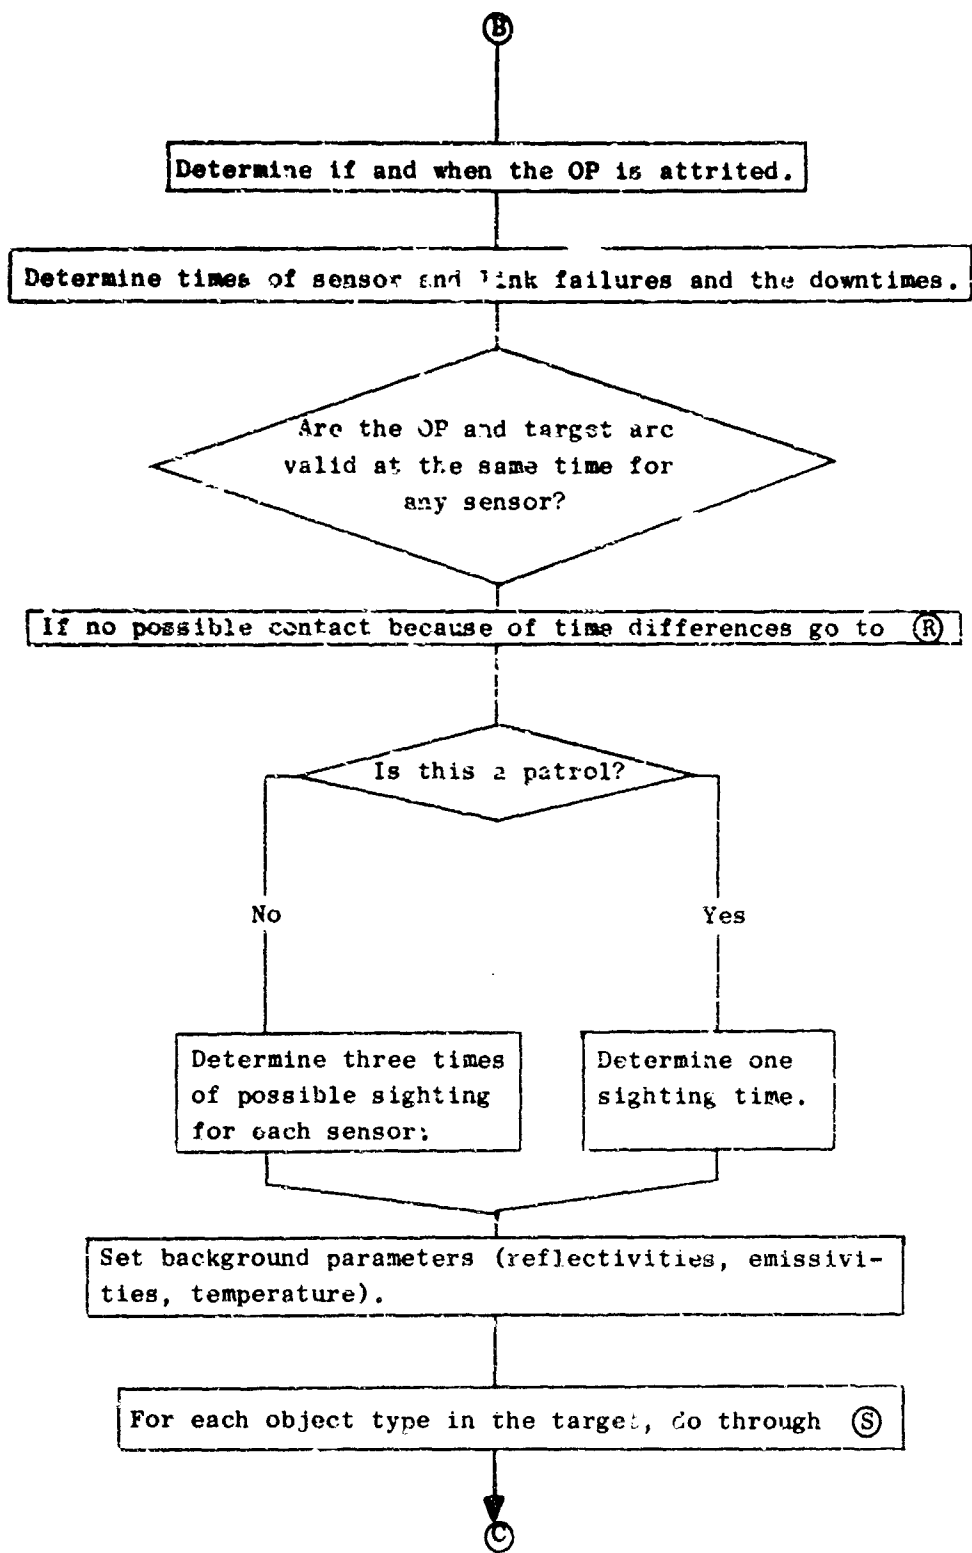 B
Determine if and when the OP is attrited.
Determine times of sensor and link failures and the downtimes.
Are the OP and target arc
valid at the same time for
any sensor?
If no possible contact because of time differences go to R
Is this a patrol?
No
Yes
Determine three times
of possible sighting
for each sensor.
Determine one
sighting time.
Set background parameters (reflectivities, emissivi-
ties, temperature).
For each object type in the target, do through S
C